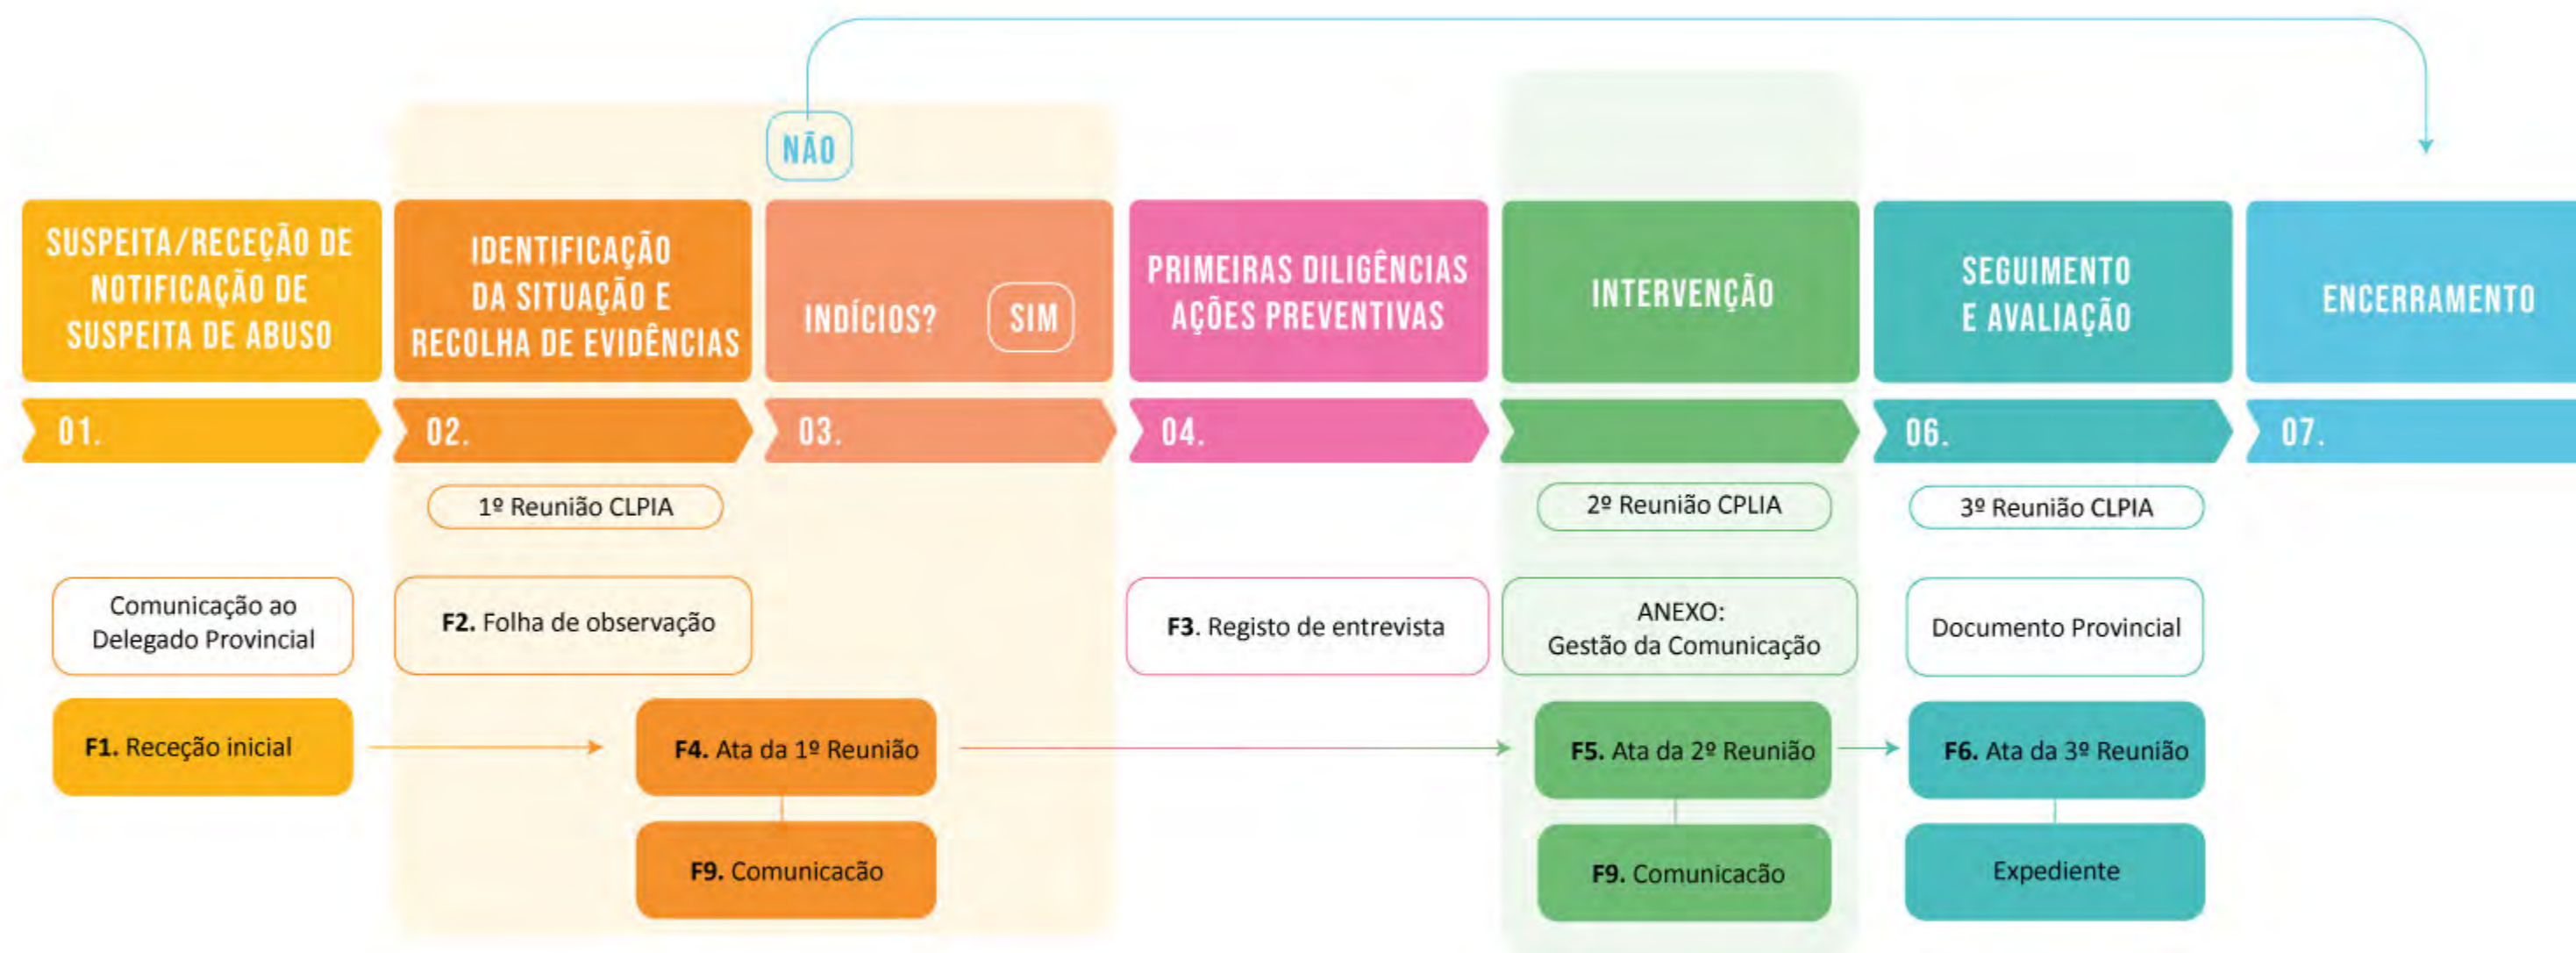 NÃO
SUSPEITA/RECEÇÃO DE
NOTIFICAÇÃO DE
SUSPEITA DE ABUSO
IDENTIFICAÇÃO
DA SITUAÇÃO E
RECOLHA DE EVIDÊNCIAS
INDÍCIOS?
SIM
PRIMEIRAS DILIGÊNCIAS
AÇÕES PREVENTIVAS
INTERVENÇÃO
SEGUIMENTO
E AVALIAÇÃO
ENCERRAMENTO
01.
02.
03.
04.
06.
07.
1º Reunião CLPIA
2º Reunião CPLIA
3º Reunião CLPIA
Comunicação ao
Delegado Provincial
F2. Folha de observação
F3. Registo de entrevista
ANEXO:
Gestão da Comunicação
Documento Provincial
F1. Receção inicial
F4. Ata da 1º Reunião
F5. Ata da 2º Reunião
F6. Ata da 3º Reunião
F9. Comunicacão
F9. Comunicacão
Expediente